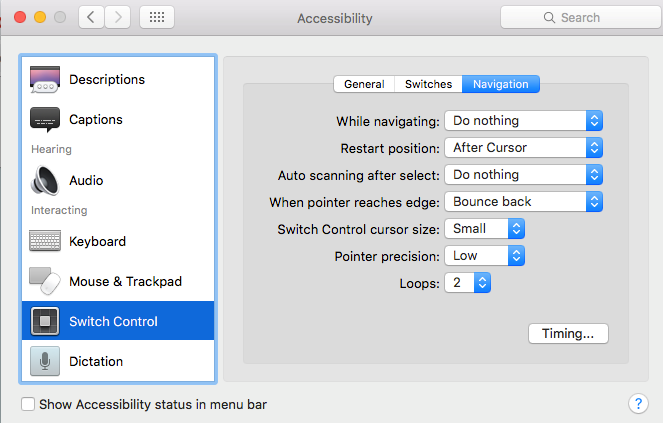 Accessibility
Search
Descriptions
Captions
Hearing
Audio
Interacting
Keyboard
Mouse & Trackpad
Switch Control
Dictation
General Switches Navigation
While navigating: Do nothing
Restart position: After Cursor
Auto scanning after select: Do nothing
When pointer reaches edge: Bounce back
Switch Control cursor size: Small
Pointer precision: Low
Loops: 2
Timing...
Show Accessibility status in menu bar
?